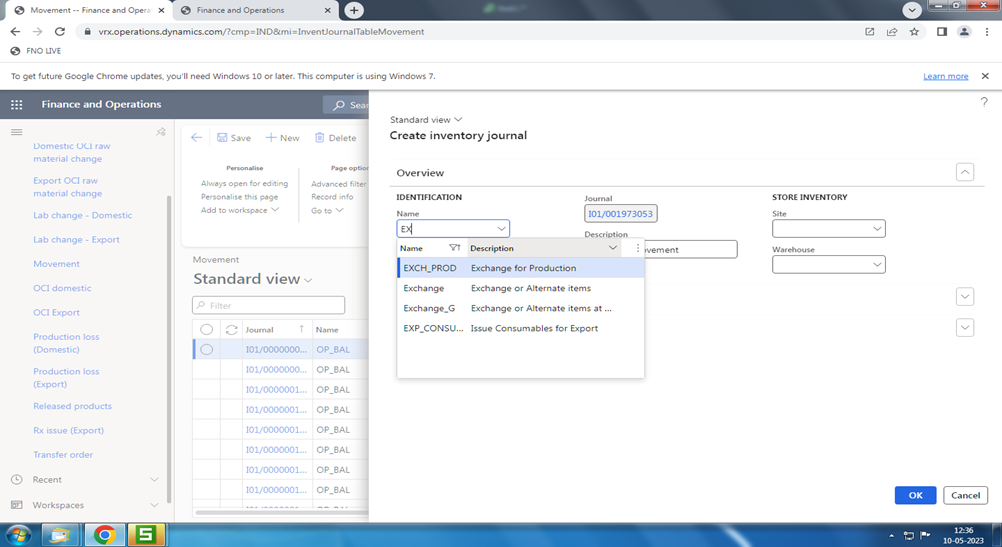 Movement -- Finance and Operations
Finance and Operations
vrx.operations.dynamics.com/?cmp=IND&mi=InventJournalTableMovement
FNO LIVE
To get future Google Chrome updates, you'll need Windows 10 or later. This computer is using Windows 7.
Learn more
Finance and Operations
Sear
?
Domestic OCI raw
material change
Export OCI raw
material change
Lab change - Domestic
Lab change - Export
Movement
OCI domestic
OCI Export
Production loss
(Domestic)
Production loss
(Export)
Released products
Rx issue (Export)
Transfer order
Recent
Workspaces
Save
New
Delete
Personalise
Always open for editing
Personalise this page
Add to workspace
Page option
Advanced filter
Record info
Go to
Movement
Standard view
Filter
Journal
Name
I01/0000000... OP_BAL
I01/0000000... OP_BAL
I01/0000001... OP_BAL
I01/0000001... OP_BAL
I01/0000001... OP_BAL
I01/0000001... OP_BAL
I01/0000001... OP_BAL
I01/0000001... OP_BAL
Standard view
Create inventory journal
Overview
IDENTIFICATION
Name
EX
Name Description
EXCH_PROD Exchange for Production
Exchange Exchange or Alternate items
Exchange_G Exchange or Alternate items at ...
EXP_CONSU... Issue Consumables for Export
Journal
I01/001973053
Description
vement
STORE INVENTORY
Site
Warehouse
OK
Cancel
12:36
10-05-2023